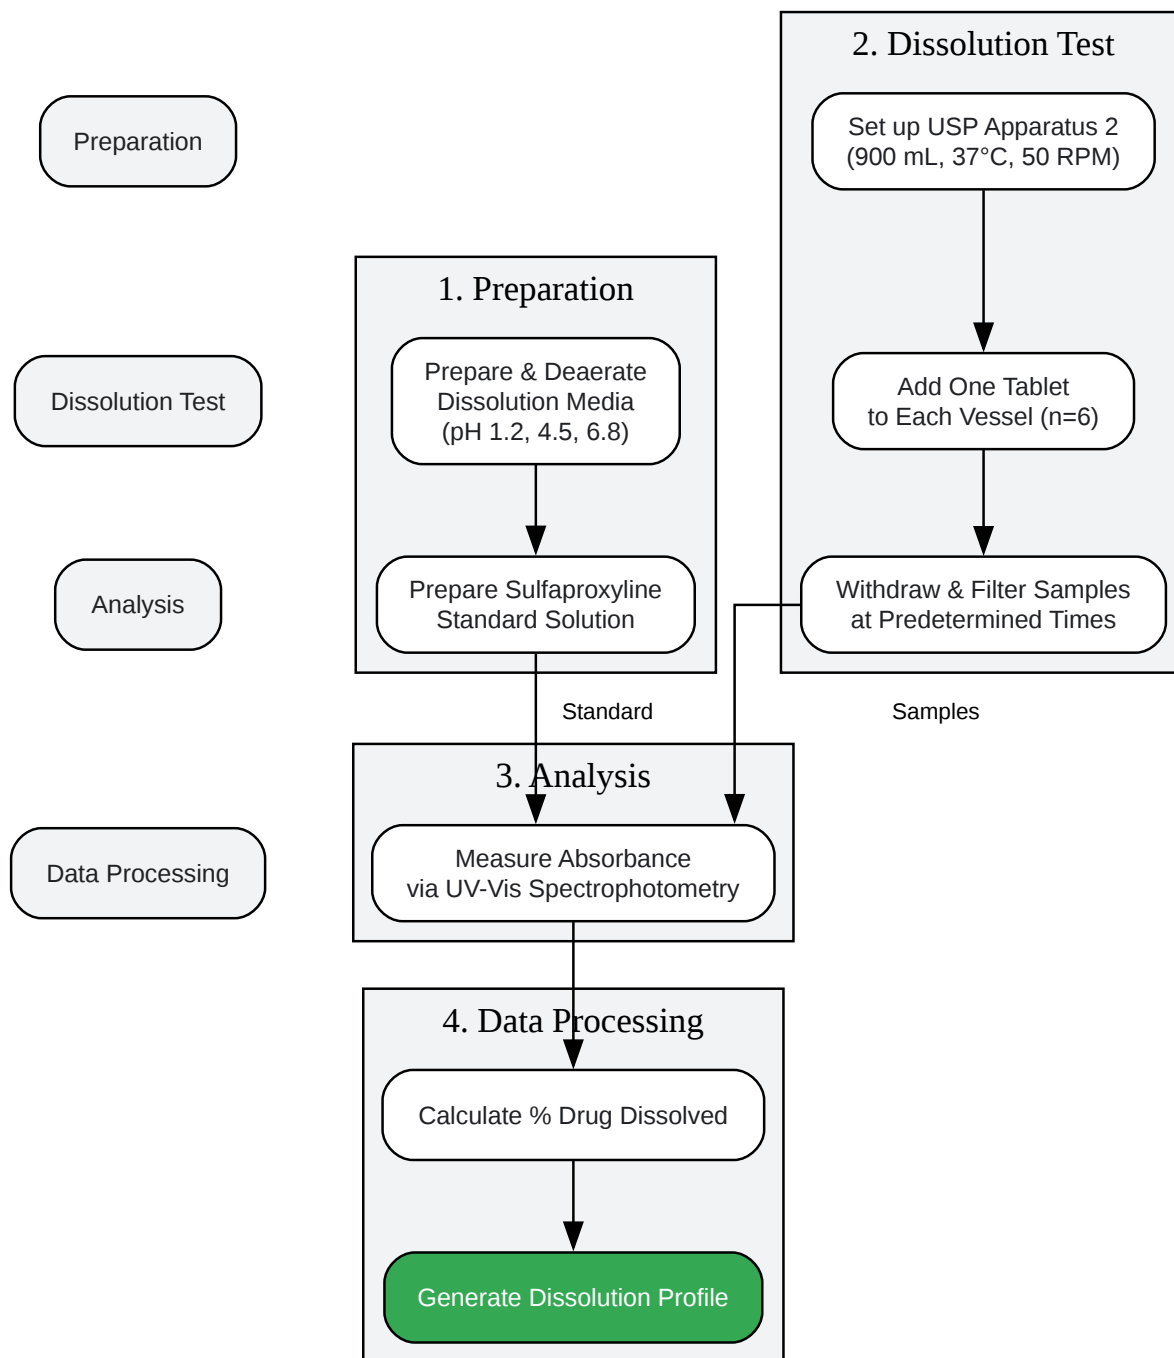 Preparation
Dissolution Test
Analysis
Data Processing
1. Preparation
Prepare & Deaerate
Dissolution Media
(pH 1.2, 4.5, 6.8)
Prepare Sulfaproxyline
Standard Solution
2. Dissolution Test
Set up USP Apparatus 2
(900 mL, 37°C, 50 RPM)
Add One Tablet
to Each Vessel (n=6)
Withdraw & Filter Samples
at Predetermined Times
Standard
Samples
3. Analysis
Measure Absorbance
via UV-Vis Spectrophotometry
4. Data Processing
Calculate % Drug Dissolved
Generate Dissolution Profile